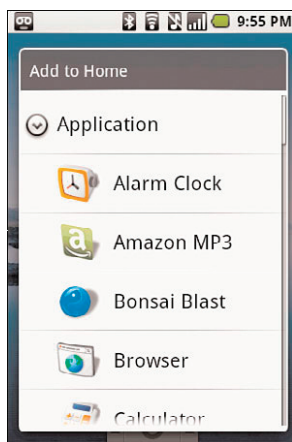 9:55 PM
Add to Home
Application
Alarm Clock
Amazon MP3
Bonsai Blast
Browser
Calculator